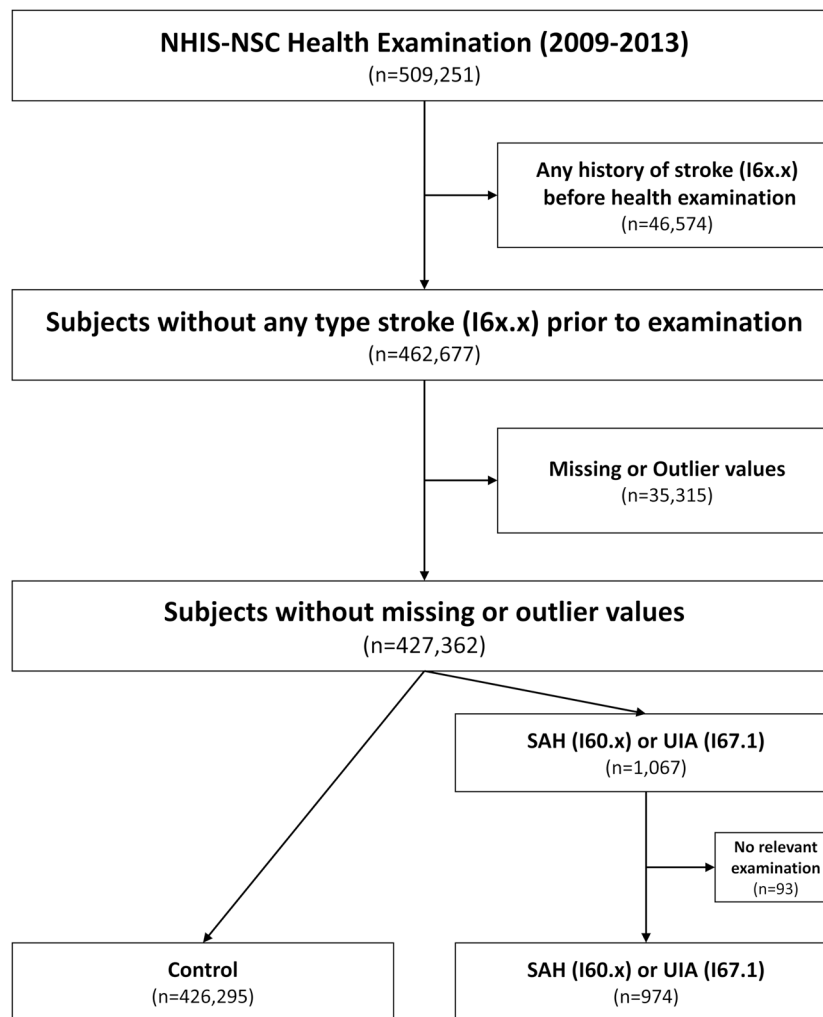 NHIS-NSC Health Examination (2009-2013)
(n=509,251)
Any history of stroke (I6x.x)
before health examination
(n=46,574)
Subjects without any type stroke (I6x.x) prior to examination
(n=462,677)
Missing or Outlier values
(n=35,315)
Subjects without missing or outlier values
(n=427,362)
SAH (I60.x) or UIA (I67.1)
(n=1,067)
No relevant
examination
(n=93)
Control
(n=426,295)
SAH (I60.x) or UIA (I67.1)
(n=974)